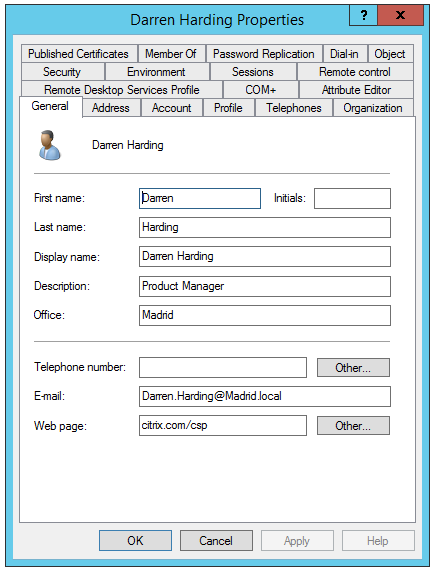 Darren Harding Properties
? x
Published Certificates Member Of Password Replication Dial-in Object
Security Environment Sessions Remote control
Remote Desktop Services Profile COM+ Attribute Editor
General Address Account Profile Telephones Organization
Darren Harding
First name: Darren Initials:
Last name: Harding
Display name: Darren Harding
Description: Product Manager
Office: Madrid
Telephone number: Other...
E-mail: Darren.Harding@Madrid.local
Web page: citrix.com/csp Other...
OK Cancel Apply Help